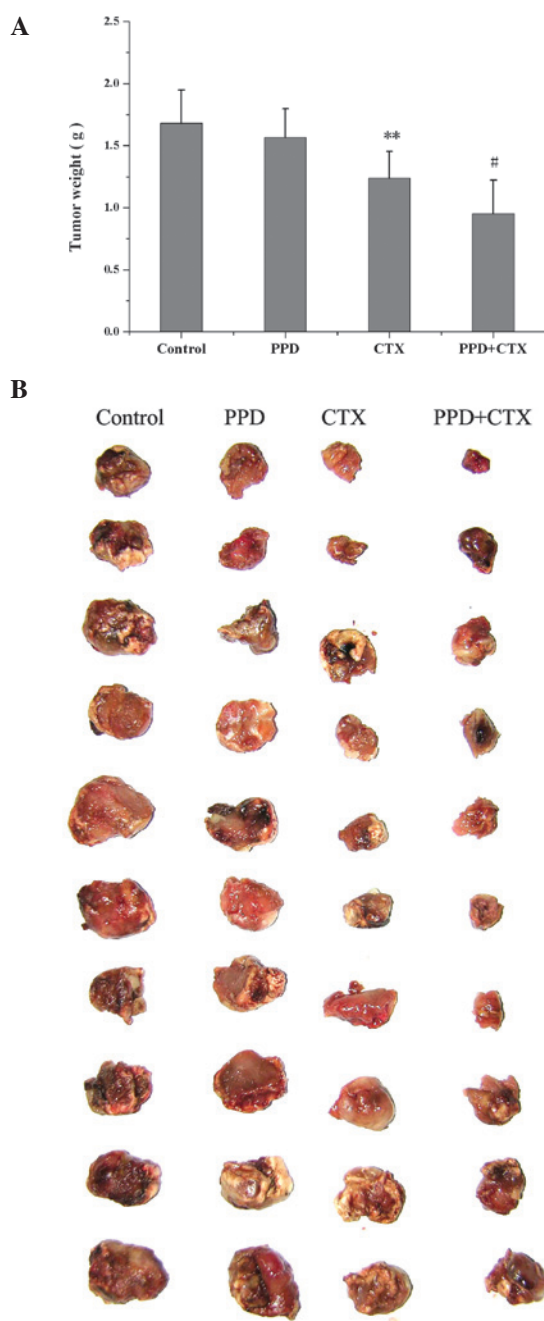 A
2.5
2.0
1.5
1.0
0.5
0.0
Tumor weight ( g )
**
#
Control PPD CTX PPD+CTX
B
Control PPD CTX PPD+CTX